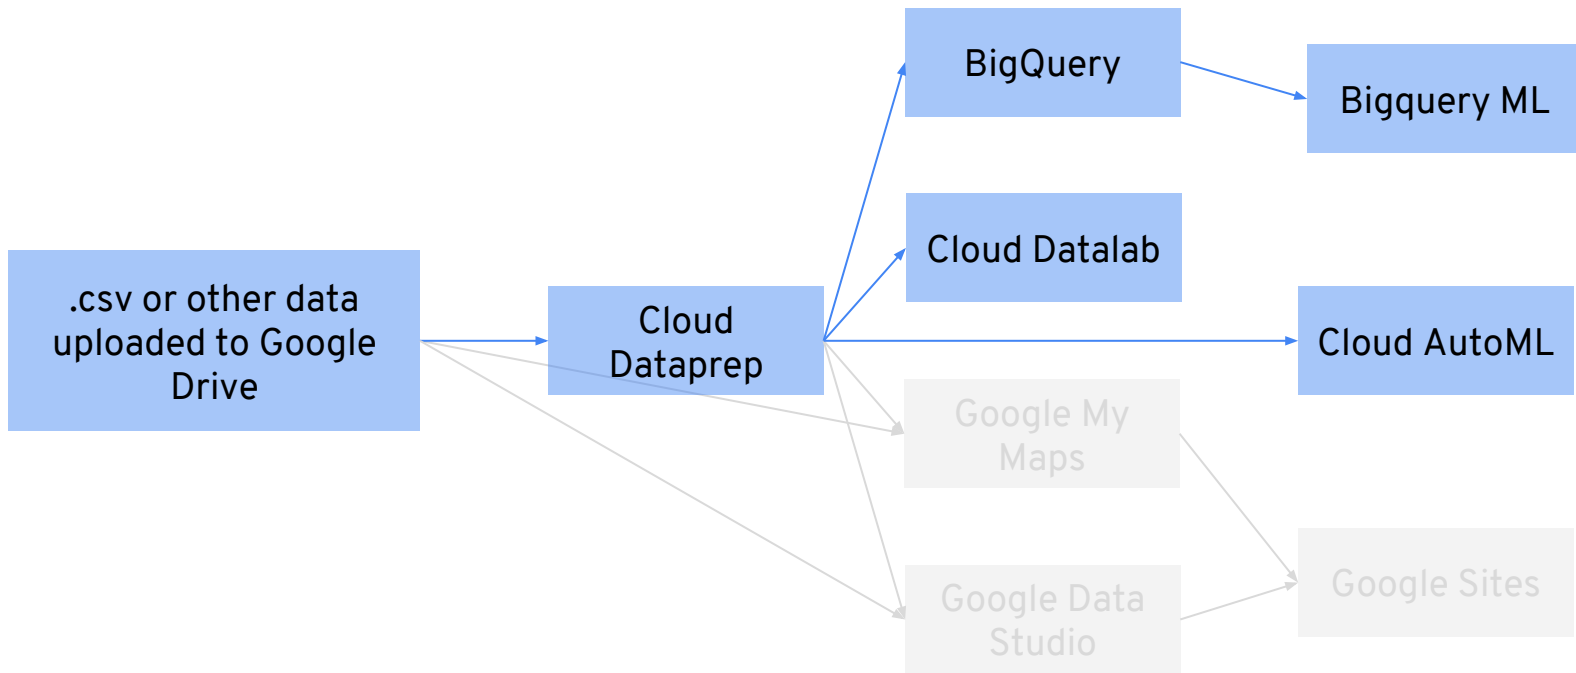 .csv or other data
uploaded to Google
Drive
Cloud
Dataprep
BigQuery
Bigquery ML
Cloud Datalab
Cloud AutoML
Google My
Maps
Google Data
Studio
Google Sites